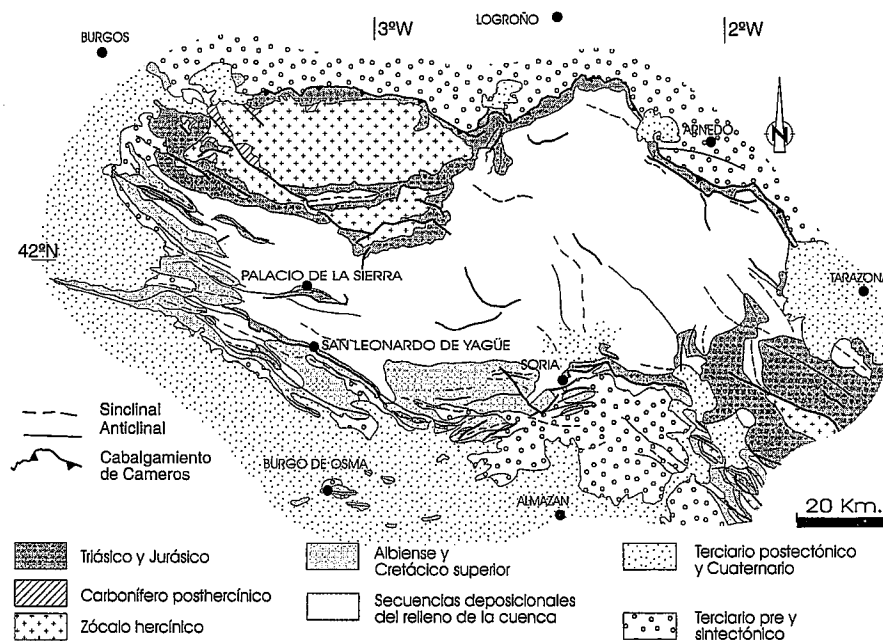 BURGOS
3ºW
LOGROÑO
2ºW
ARNEDO
N
42ºN
PALACIO DE LA SIERRA
TARAZONA
SAN LEONARDO DE YAGÜE
SORIA
Sinclinal
Anticlinal
Cabalgamiento
de Cameros
BURGO DE OSMA
ALMAZAN
20 Km.
Triásico y Jurásico
Carbonífero posthercínico
Zócalo hercínico
Albiense y
Cretácico superior
Secuencias deposicionales
del relleno de la cuenca
Terciario postectónico
y Cuaternario
Terciario pre y
sintectónico